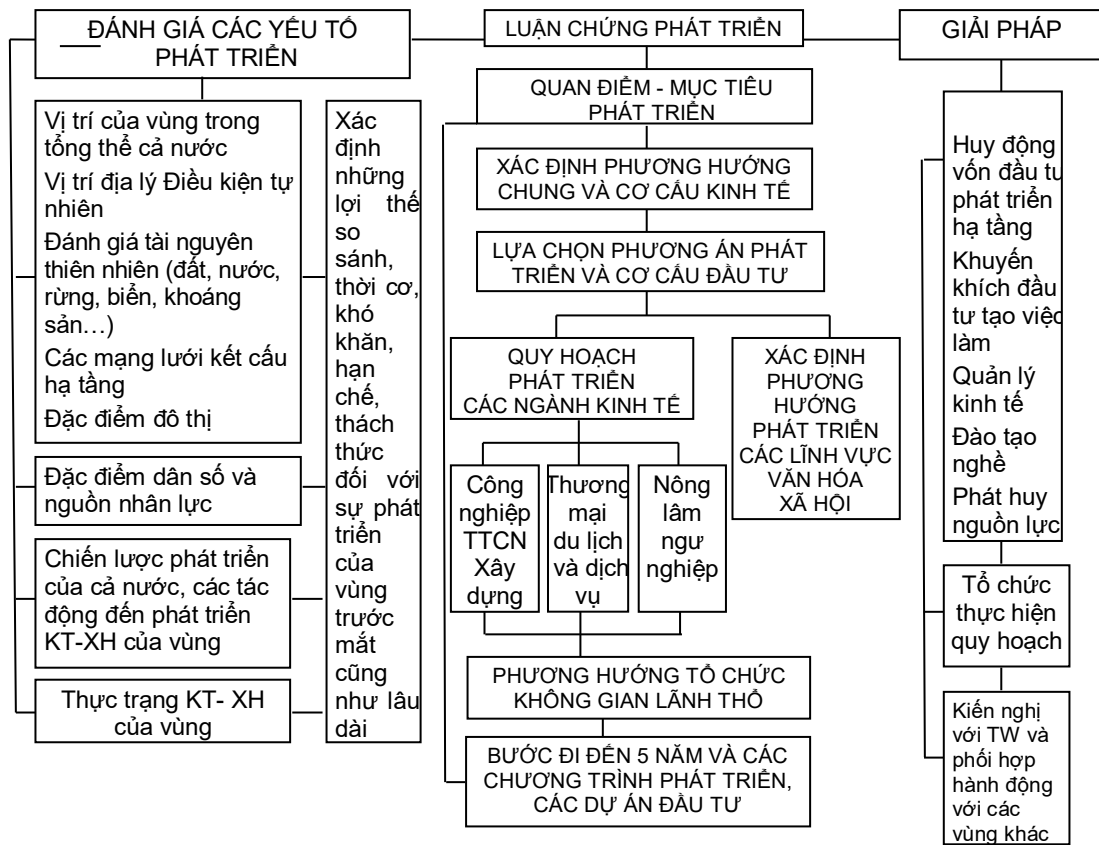 ĐÁNH GIÁ CÁC YẾU TỐ
PHÁT TRIỂN
Vị trí của vùng trong
tổng thể cả nước
Vị trí địa lý Điều kiện tự
nhiên
Đánh giá tài nguyên
thiên nhiên (đất, nước,
rừng, biển, khoáng
sản…)
Các mạng lưới kết cấu
hạ tầng
Đặc điểm đô thị
Đặc điểm dân số và
nguồn nhân lực
Chiến lược phát triển
của cả nước, các tác
động đến phát triển
KT-XH của vùng
Thực trạng KT- XH
của vùng
Xác
định
những
lợi thế
so
sánh,
thời cơ,
khó
khăn,
hạn
chế,
thách
thức
đối với
sự phát
triển
của
vùng
trước
mắt
cũng
như lâu
dài
LUẬN CHỨNG PHÁT TRIỂN
QUAN ĐIỂM - MỤC TIÊU
PHÁT TRIỂN
XÁC ĐỊNH PHƯƠNG HƯỚNG
CHUNG VÀ CƠ CẤU KINH TẾ
LỰA CHỌN PHƯƠNG ÁN PHÁT
TRIỂN VÀ CƠ CẤU ĐẦU TƯ
QUY HOẠCH
PHÁT TRIỂN
CÁC NGÀNH KINH TẾ
XÁC ĐỊNH
PHƯƠNG
HƯỚNG
PHÁT TRIỂN
CÁC LĨNH VỰC
VĂN HÓA
XÃ HỘI
Công
nghiệp
TTCN
Xây
dựng
Thương
mại
du lịch
và dịch
vụ
Nông
lâm
ngư
nghiệp
PHƯƠNG HƯỚNG TỔ CHỨC
KHÔNG GIAN LÃNH THỔ
BƯỚC ĐI ĐẾN 5 NĂM VÀ CÁC
CHƯƠNG TRÌNH PHÁT TRIỂN,
CÁC DỰ ÁN ĐẦU TƯ
GIẢI PHÁP
Huy động
vốn đầu tư
phát triển
hạ tầng
Khuyến
khích đầu
tư tạo việc
làm
Quản lý
kinh tế
Đào tạo
nghề
Phát huy
nguồn lực
Tổ chức
thực hiện
quy hoạch
Kiến nghị
với TW và
phối hợp
hành động
với các
vùng khác